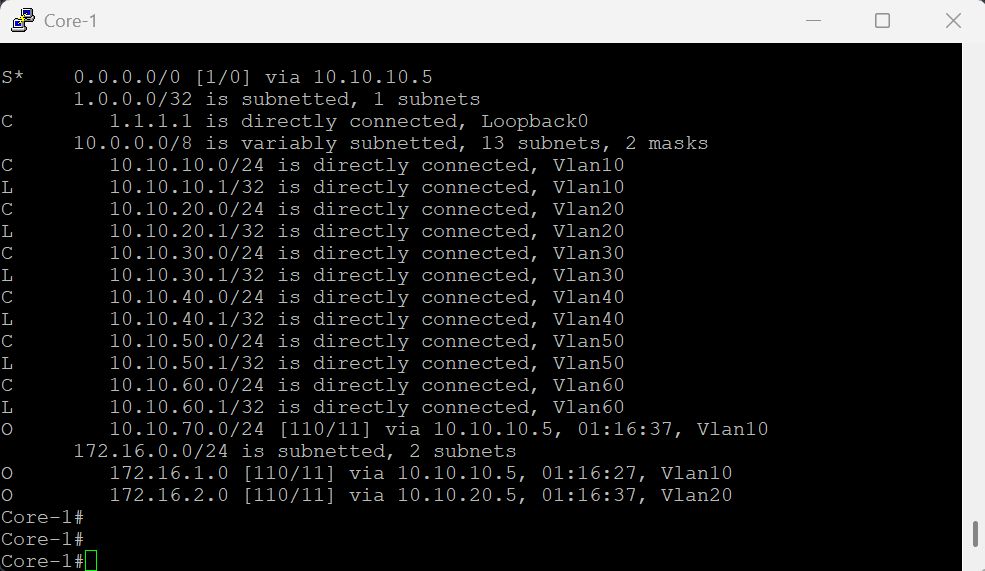 Core-1
S*    0.0.0.0/0 [1/0] via 10.10.10.5
      1.0.0.0/32 is subnetted, 1 subnets
C        1.1.1.1 is directly connected, Loopback0
      10.0.0.0/8 is variably subnetted, 13 subnets, 2 masks
C        10.10.10.0/24 is directly connected, Vlan10
L        10.10.10.1/32 is directly connected, Vlan10
C        10.10.20.0/24 is directly connected, Vlan20
L        10.10.20.1/32 is directly connected, Vlan20
C        10.10.30.0/24 is directly connected, Vlan30
L        10.10.30.1/32 is directly connected, Vlan30
C        10.10.40.0/24 is directly connected, Vlan40
L        10.10.40.1/32 is directly connected, Vlan40
C        10.10.50.0/24 is directly connected, Vlan50
L        10.10.50.1/32 is directly connected, Vlan50
C        10.10.60.0/24 is directly connected, Vlan60
L        10.10.60.1/32 is directly connected, Vlan60
O        10.10.70.0/24 [110/11] via 10.10.10.5, 01:16:37, Vlan10
      172.16.0.0/24 is subnetted, 2 subnets
O        172.16.1.0 [110/11] via 10.10.10.5, 01:16:27, Vlan10
O        172.16.2.0 [110/11] via 10.10.20.5, 01:16:37, Vlan20
Core-1#
Core-1#
Core-1#